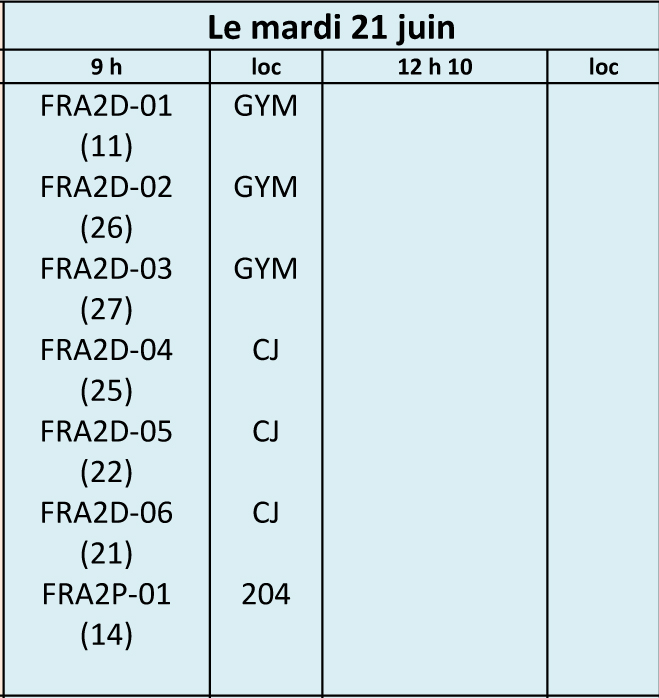 Le mardi 21 juin
9 h loc 12 h 10 loc
FRA2D-01 GYM
(11)
FRA2D-02 GYM
(26)
FRA2D-03 GYM
(27)
FRA2D-04 CJ
(25)
FRA2D-05 CJ
(22)
FRA2D-06 CJ
(21)
FRA2P-01 204
(14)